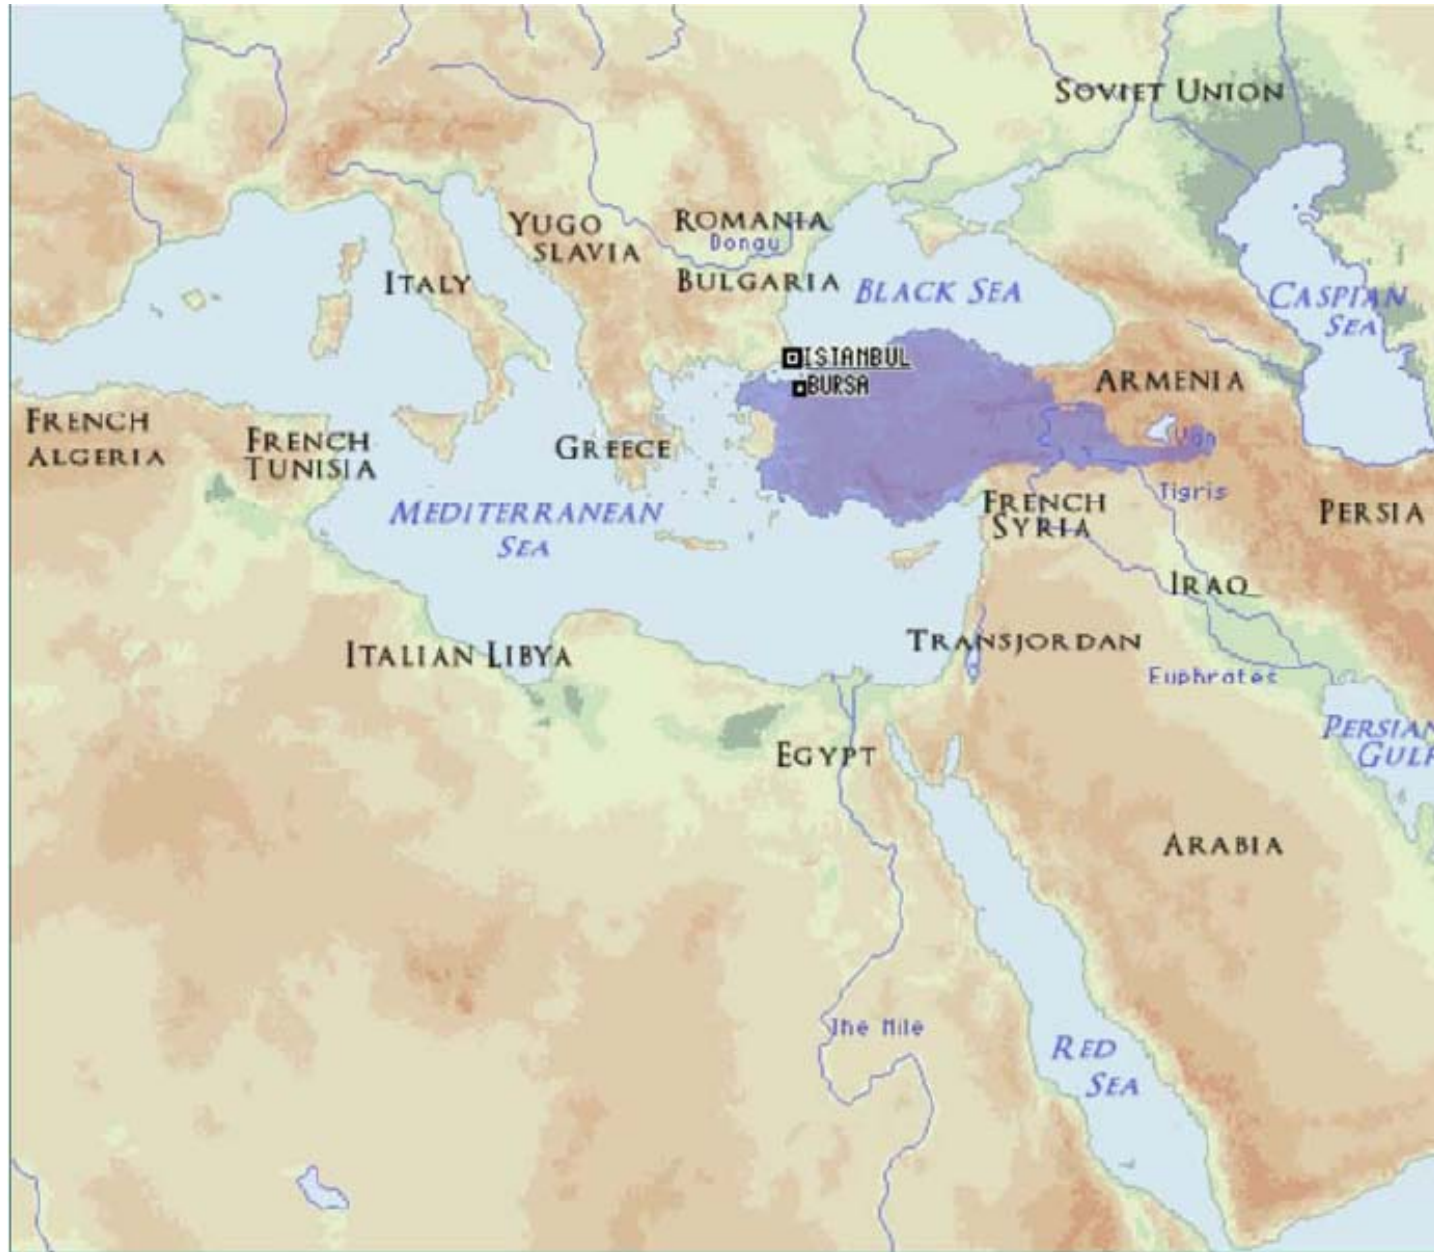 SOVIET UNION
YUGO
SLAVIA
ROMANIA
Donau
ITALY
BULGARIA
BLACK SEA
CASPIAN
SEA
ISTANBUL
BURSA
ARMENIA
FRENCH
ALGERIA
FRENCH
TUNISIA
GREECE
Van
MEDITERRANEAN
SEA
FRENCH
SYRIA
Tigris
PERSIA
IRAQ
ITALIAN LIBYA
TRANSJORDAN
Euphrates
EGYPT
PERSIAN
GULF
ARABIA
The Nile
RED
SEA